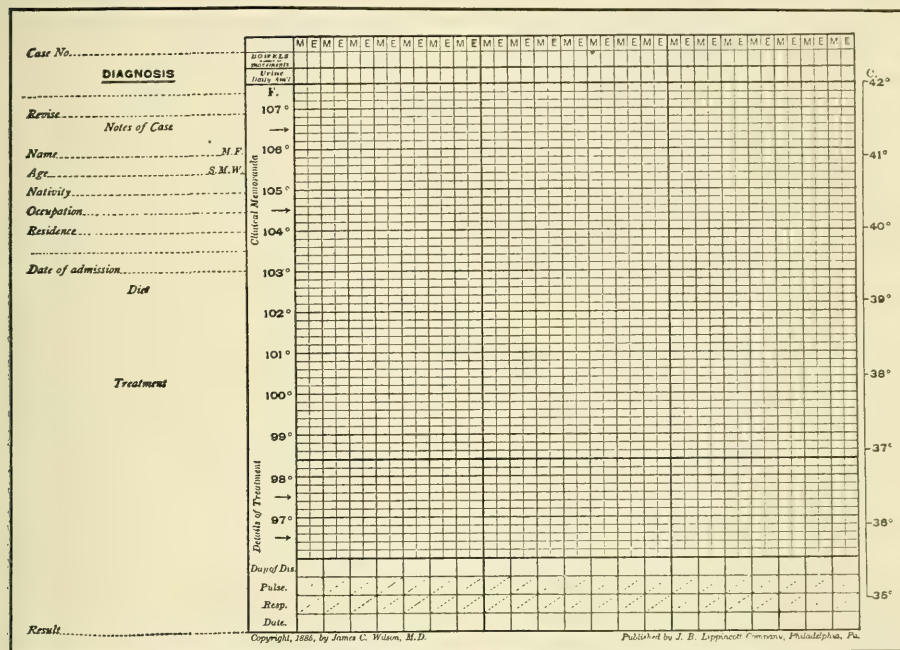 M E M E M E M E M E M E M E M E M E M E M E M E M E M E M E M E M E M E M E M E M E
Case No.
BOWELS
MOVEMENTS
DIAGNOSIS
Urine
Daily Am't
F.
C.
42°
107°
Revise
Notes of Case
106°
Name M.F.
41°
Age S.M.W.
Clinical Memoranda
105°
Nativity
Occupation
104°
40°
Residence
103°
Date of admission
Diet
39°
102°
101°
38°
Treatment
100°
99°
37°
98°
Details of Treatment
97°
36°
Day of Dis.
Pulse.
35°
Resp.
Date.
Result
Copyright, 1886, by James C. Wilson, M.D.
Published by J. B. Lippincott Company, Philadelphia, Pa.